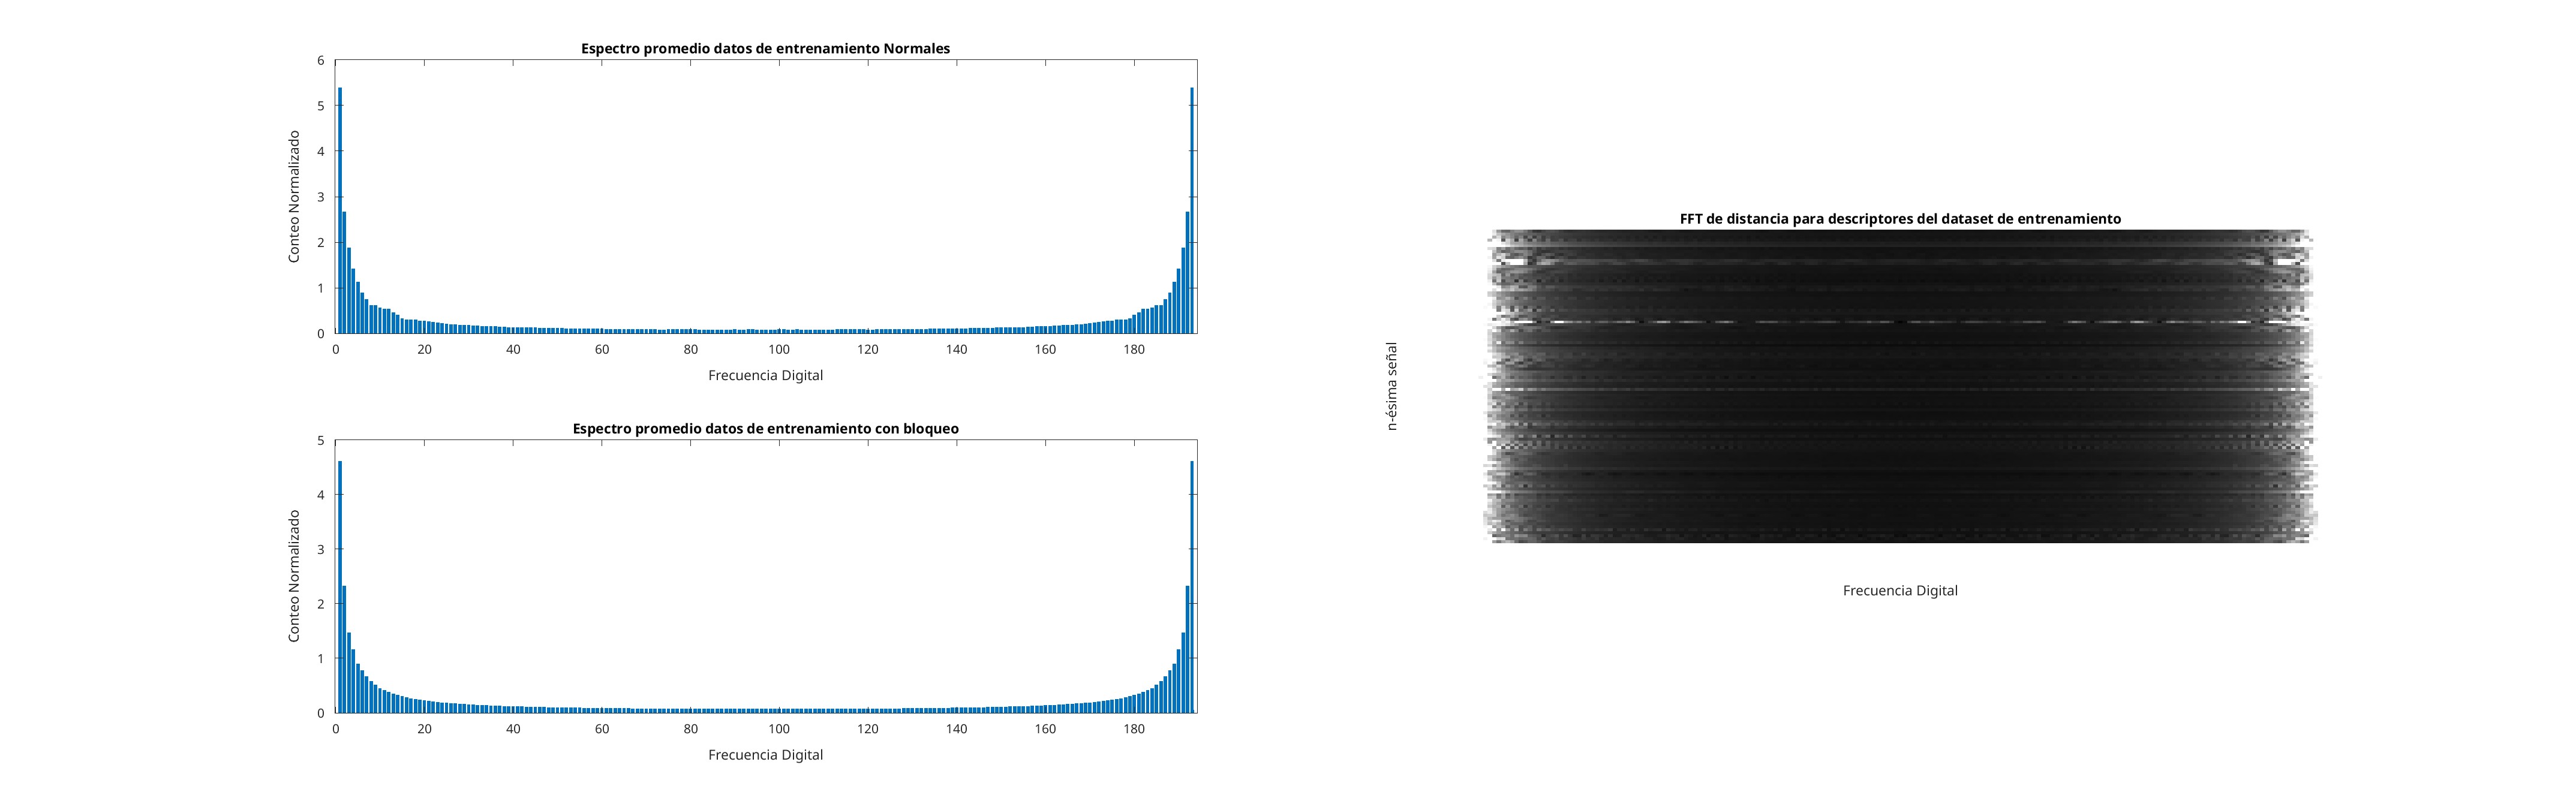 Espectro promedio datos de entrenamiento Normales
6
5
4
3
2
1
0
Conteo Normalizado
0 20 40 60 80 100 120 140 160 180
Frecuencia Digital
Espectro promedio datos de entrenamiento con bloqueo
5
4
3
2
1
0
Conteo Normalizado
0 20 40 60 80 100 120 140 160 180
Frecuencia Digital
FFT de distancia para descriptores del dataset de entrenamiento
n-ésima señal
Frecuencia Digital